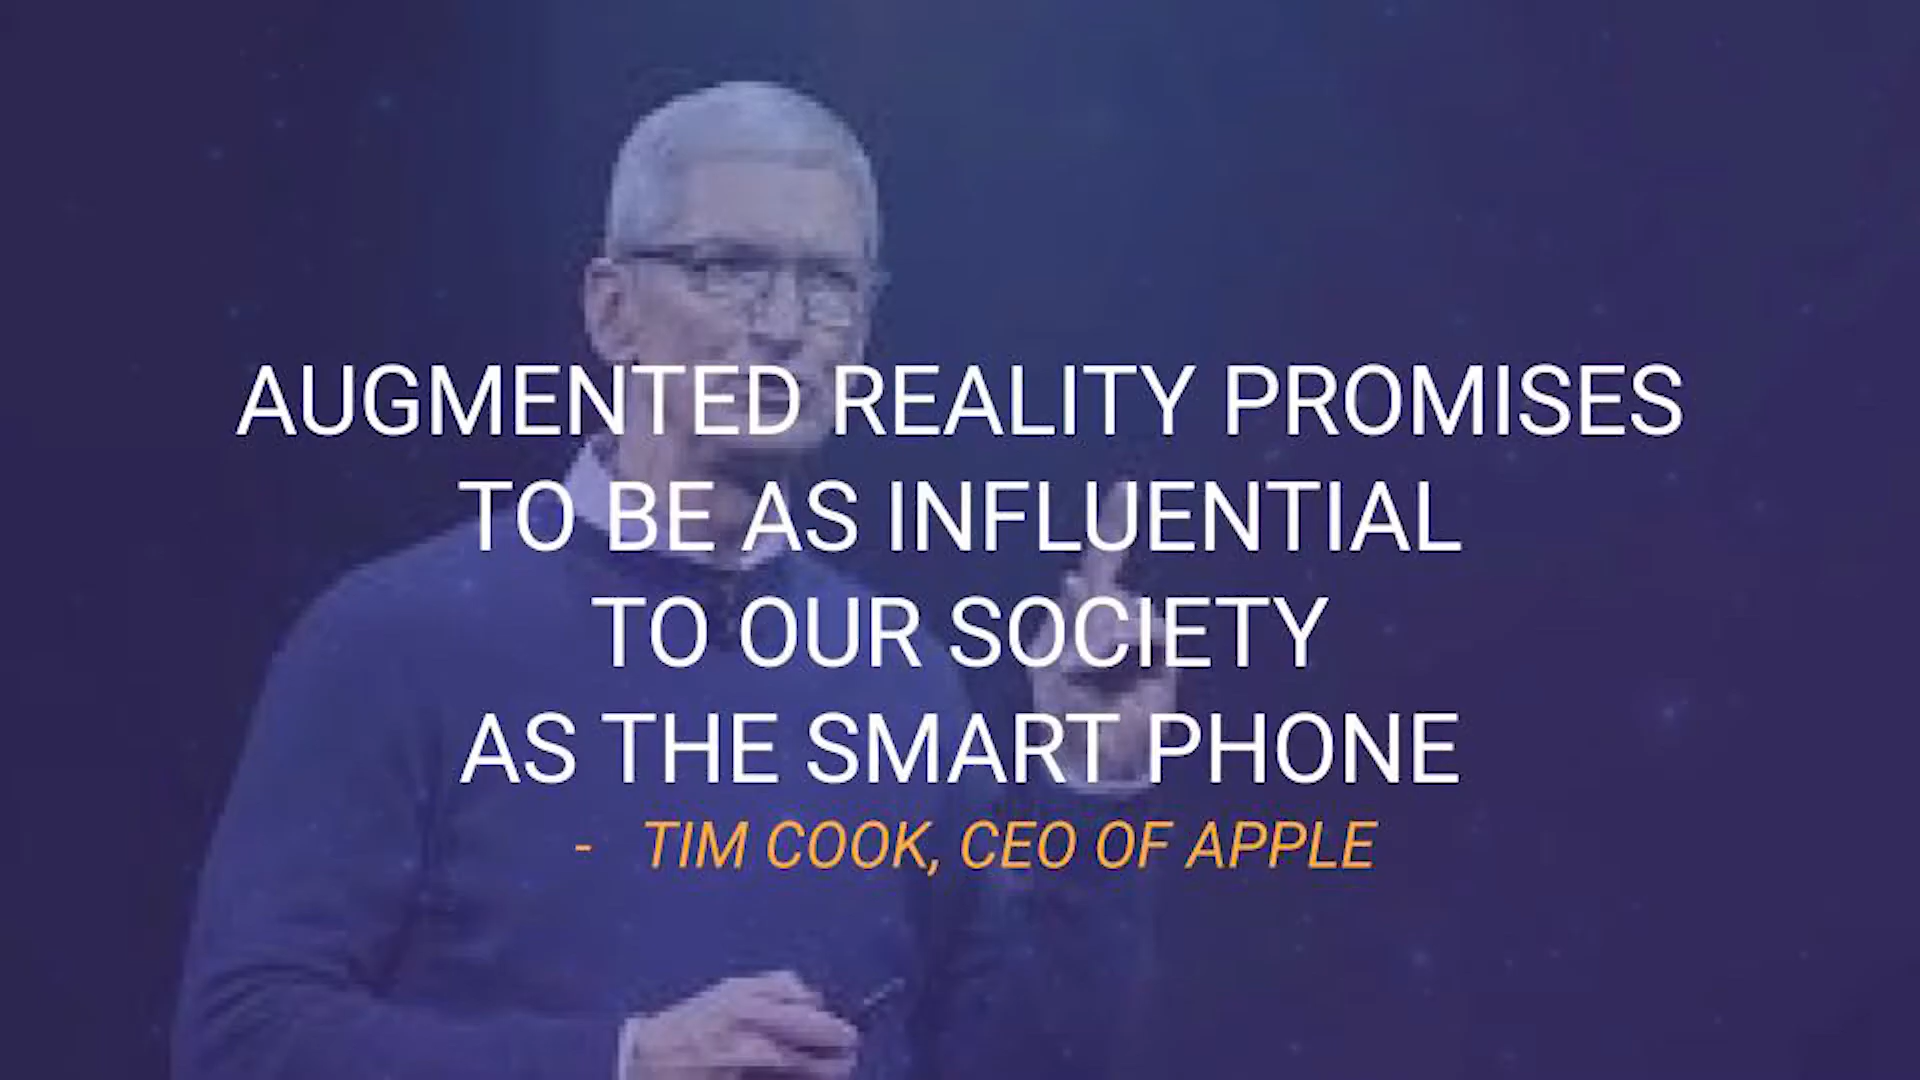 AUGMENTED REALITY PROMISES
TO BE AS INFLUENTIAL
TO OUR SOCIETY
AS THE SMART PHONE
- TIM COOK, CEO OF APPLE